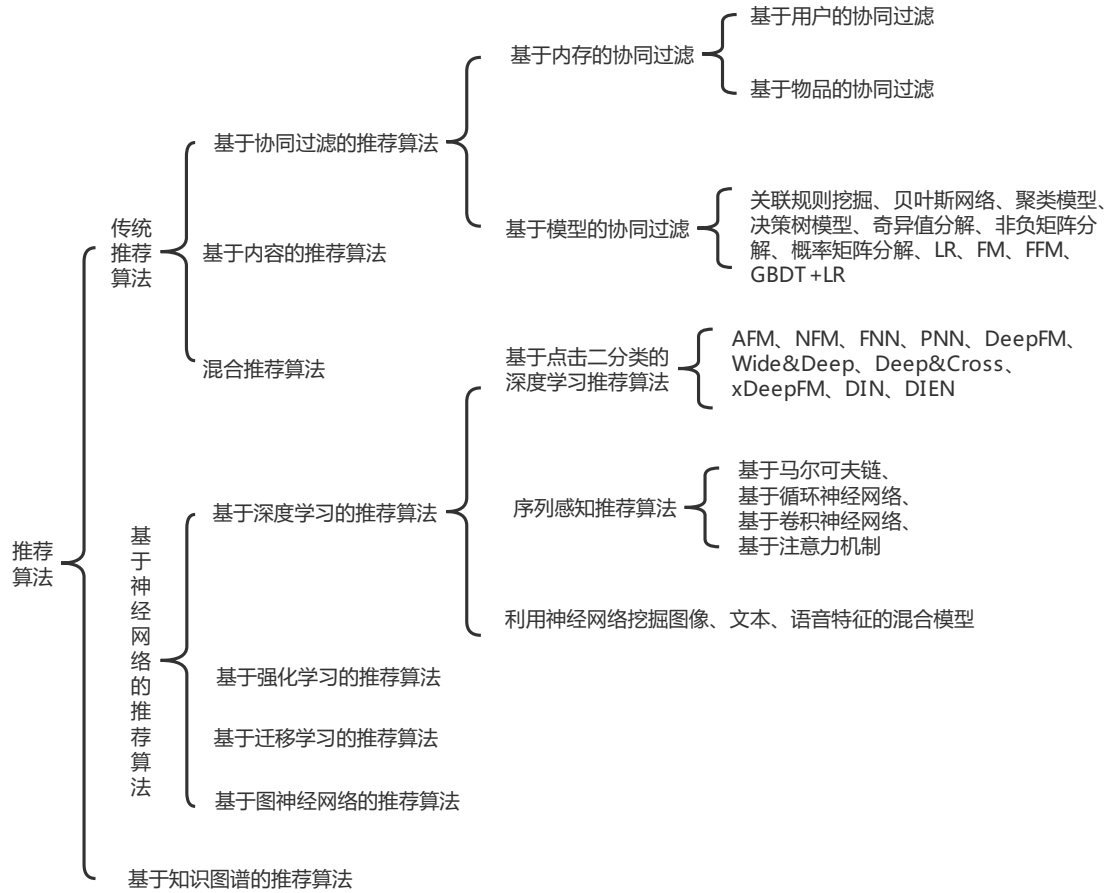 基于用户的协同过滤
基于内存的协同过滤
基于物品的协同过滤
基于协同过滤的推荐算法
关联规则挖掘、贝叶斯网络、聚类模型、
决策树模型、奇异值分解、非负矩阵分
解、概率矩阵分解、LR、FM、FFM、
GBDT +LR
基于模型的协同过滤
传统
推荐
算法
基于内容的推荐算法
混合推荐算法
基于点击二分类的
深度学习推荐算法
AFM、NFM、FNN、PNN、DeepFM、
Wide&Deep、Deep&Cross、
xDeepFM、DIN、DIEN
基于深度学习的推荐算法
序列感知推荐算法
基于马尔可夫链、
基于循环神经网络、
基于卷积神经网络、
基于注意力机制
推荐
算法
基
于
神
经
网
络
的
推
荐
算
法
利用神经网络挖掘图像、文本、语音特征的混合模型
基于强化学习的推荐算法
基于迁移学习的推荐算法
基于图神经网络的推荐算法
基于知识图谱的推荐算法